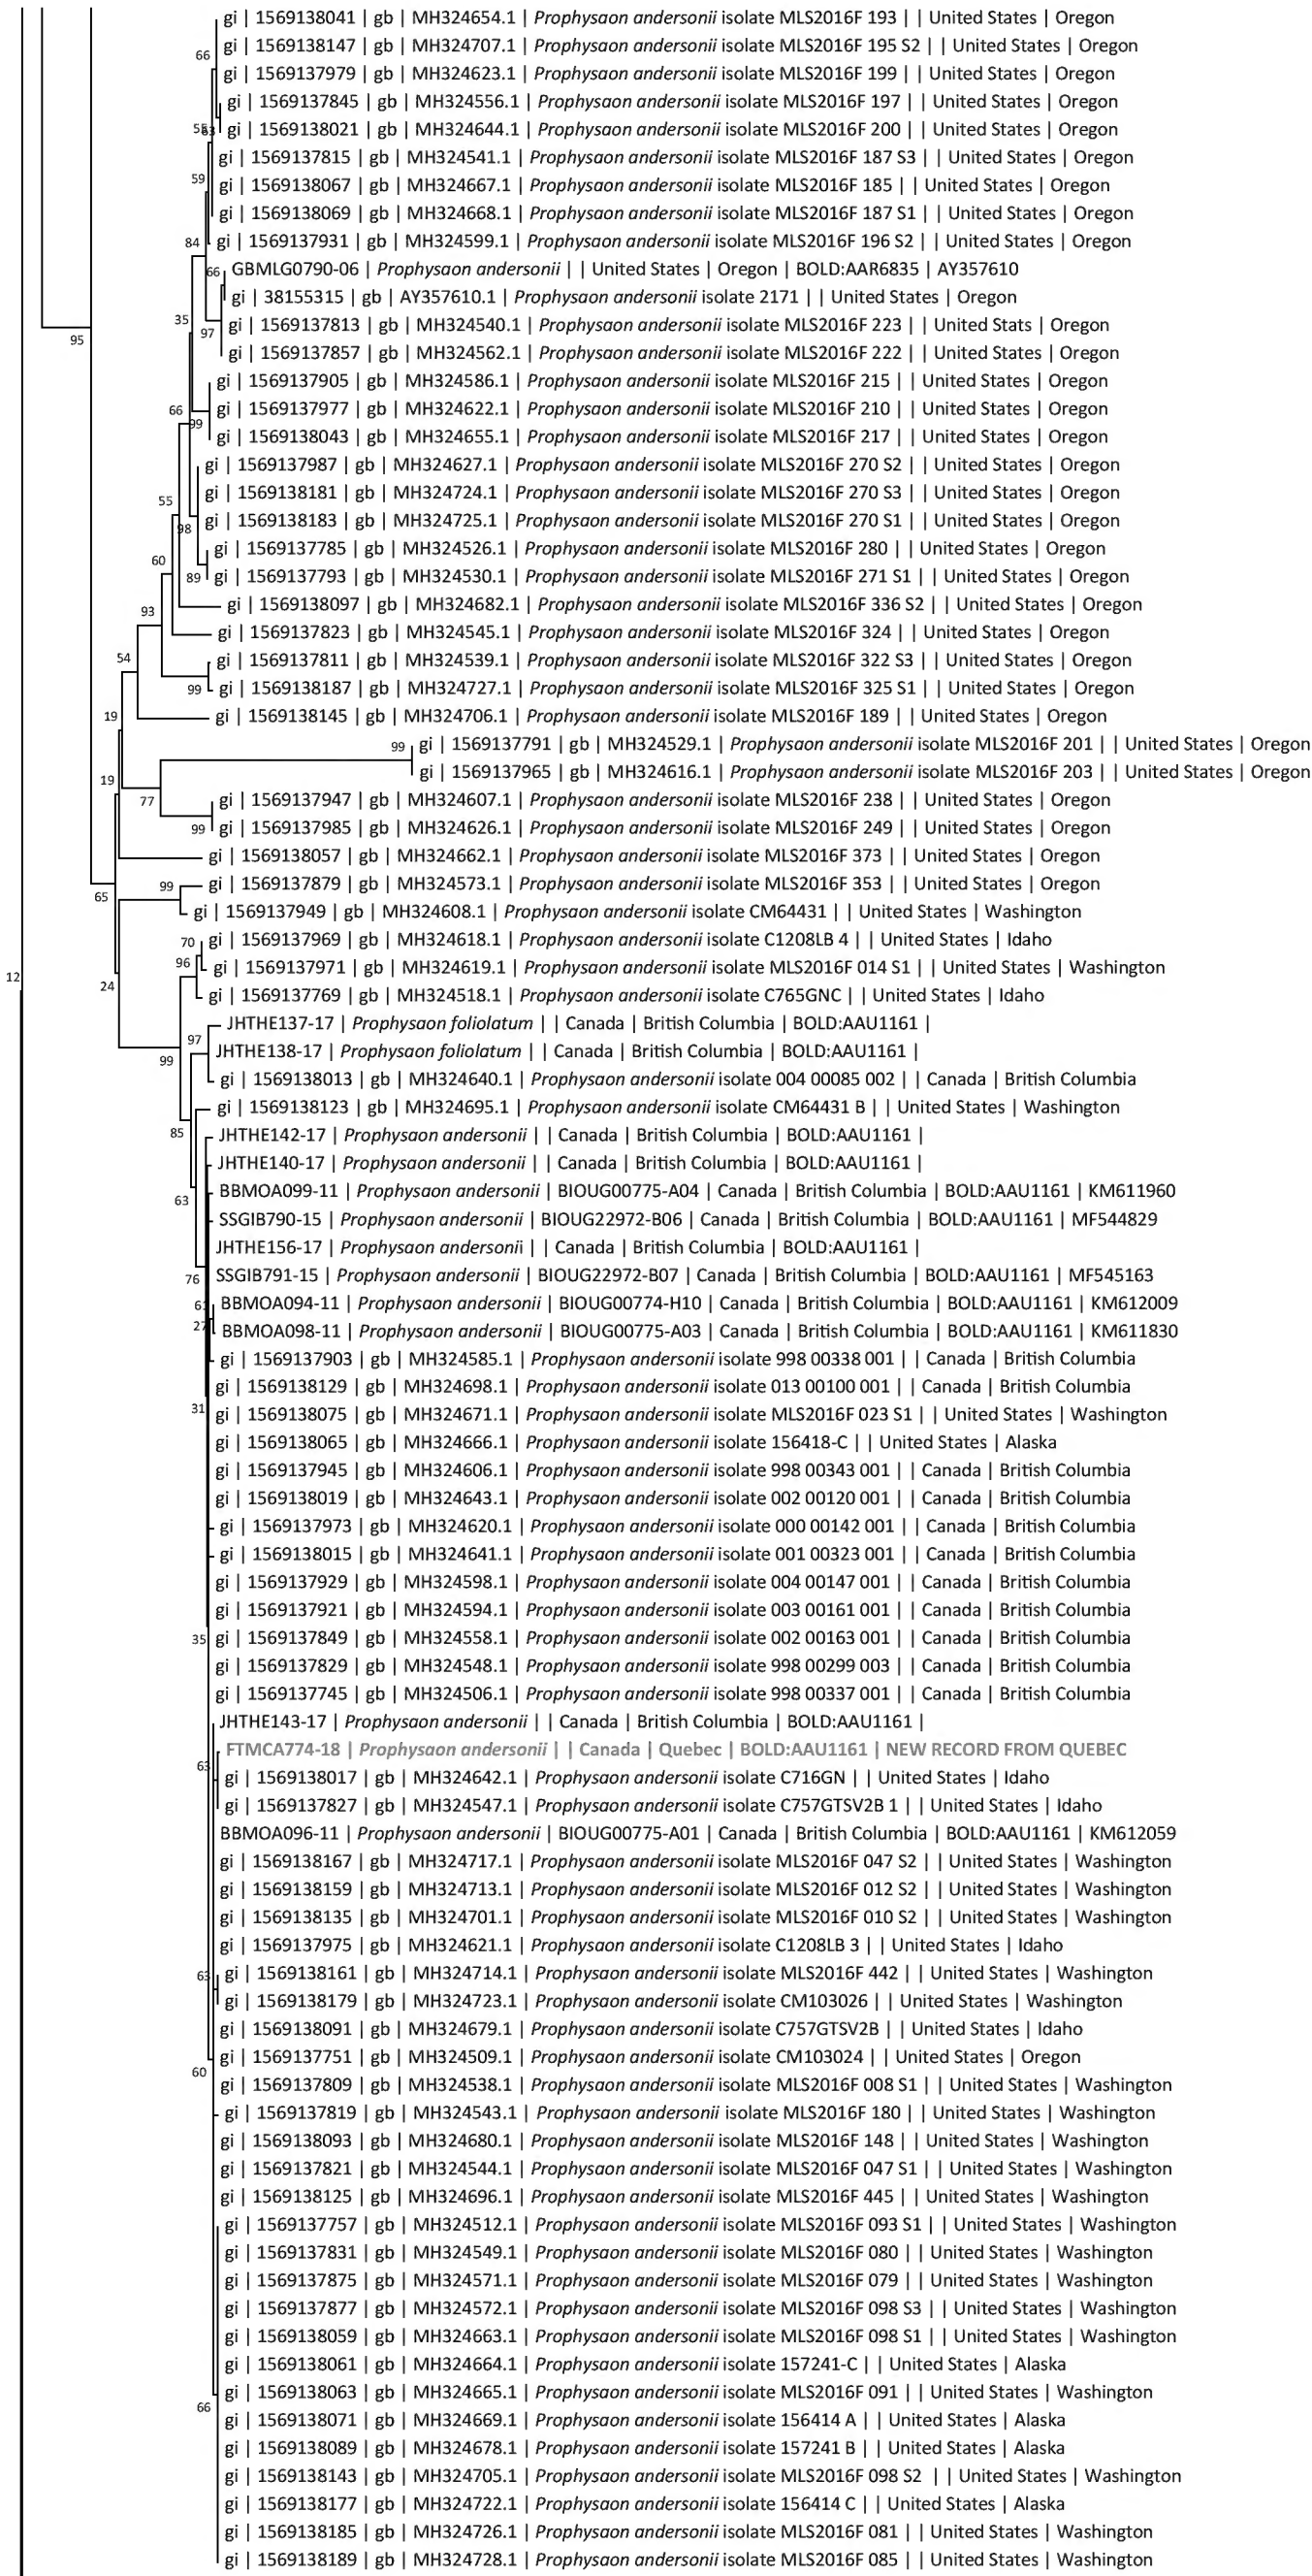 gi | 1569138041 | gb | MH324654.1 | Prophysaon andersonii isolate MLS2016F 193 | | United States | Oregon
gi | 1569138147 | gb | MH324707.1 | Prophysaon andersonii isolate MLS2016F 195 S2 | | United States | Oregon
66
gi | 1569137979 | gb | MH324623.1 | Prophysaon andersonii isolate MLS2016F 199 | | United States | Oregon
gi | 1569137845 | gb | MH324556.1 | Prophysaon andersonii isolate MLS2016F 197 | | United States | Oregon
gi | 1569138021 | gb | MH324644.1 | Prophysaon andersonii isolate MLS2016F 200 | | United States | Oregon
gi | 1569137815 | gb | MH324541.1 | Prophysaon andersonii isolate MLS2016F 187 S3 | | United States | Oregon
59
gi | 1569138067 | gb | MH324667.1 | Prophysaon andersonii isolate MLS2016F 185 | | United States | Oregon
gi | 1569138069 | gb | MH324668.1 | Prophysaon andersonii isolate MLS2016F 187 S1 | | United States | Oregon
84
gi | 1569137931 | gb | MH324599.1 | Prophysaon andersonii isolate MLS2016F 196 S2 | | United States | Oregon
66
GBMLG0790-06 | Prophysaon andersonii | | United States | Oregon | BOLD:AAR6835 | AY357610
gi | 38155315 | gb | AY357610.1 | Prophysaon andersonii isolate 2171 | | United States | Oregon
35
97
95
gi | 1569137813 | gb | MH324540.1 | Prophysaon andersonii isolate MLS2016F 223 | | United Stats | Oregon
gi | 1569137857 | gb | MH324562.1 | Prophysaon andersonii isolate MLS2016F 222 | | United States | Oregon
gi | 1569137905 | gb | MH324586.1 | Prophysaon andersonii isolate MLS2016F 215 | | United States | Oregon
66
gi | 1569137977 | gb | MH324622.1 | Prophysaon andersonii isolate MLS2016F 210 | | United States | Oregon
99
gi | 1569138043 | gb | MH324655.1 | Prophysaon andersonii isolate MLS2016F 217 | | United States | Oregon
gi | 1569137987 | gb | MH324627.1 | Prophysaon andersonii isolate MLS2016F 270 S2 | | United States | Oregon
55
gi | 1569138181 | gb | MH324724.1 | Prophysaon andersonii isolate MLS2016F 270 S3 | | United States | Oregon
98
gi | 1569138183 | gb | MH324725.1 | Prophysaon andersonii isolate MLS2016F 270 S1 | | United States | Oregon
60
gi | 1569137785 | gb | MH324526.1 | Prophysaon andersonii isolate MLS2016F 280 | | United States | Oregon
89
gi | 1569137793 | gb | MH324530.1 | Prophysaon andersonii isolate MLS2016F 271 S1 | | United States | Oregon
93
gi | 1569138097 | gb | MH324682.1 | Prophysaon andersonii isolate MLS2016F 336 S2 | | United States | Oregon
gi | 1569137823 | gb | MH324545.1 | Prophysaon andersonii isolate MLS2016F 324 | | United States | Oregon
54
gi | 1569137811 | gb | MH324539.1 | Prophysaon andersonii isolate MLS2016F 322 S3 | | United States | Oregon
99
gi | 1569138187 | gb | MH324727.1 | Prophysaon andersonii isolate MLS2016F 325 S1 | | United States | Oregon
19
gi | 1569138145 | gb | MH324706.1 | Prophysaon andersonii isolate MLS2016F 189 | | United States | Oregon
99
gi | 1569137791 | gb | MH324529.1 | Prophysaon andersonii isolate MLS2016F 201 | | United States | Oregon
gi | 1569137965 | gb | MH324616.1 | Prophysaon andersonii isolate MLS2016F 203 | | United States | Oregon
19
77
gi | 1569137947 | gb | MH324607.1 | Prophysaon andersonii isolate MLS2016F 238 | | United States | Oregon
99
gi | 1569137985 | gb | MH324626.1 | Prophysaon andersonii isolate MLS2016F 249 | | United States | Oregon
gi | 1569138057 | gb | MH324662.1 | Prophysaon andersonii isolate MLS2016F 373 | | United States | Oregon
65
99
gi | 1569137879 | gb | MH324573.1 | Prophysaon andersonii isolate MLS2016F 353 | | United States | Oregon
gi | 1569137949 | gb | MH324608.1 | Prophysaon andersonii isolate CM64431 | | United States | Washington
70
gi | 1569137969 | gb | MH324618.1 | Prophysaon andersonii isolate C1208LB 4 | | United States | Idaho
96
12
gi | 1569137971 | gb | MH324619.1 | Prophysaon andersonii isolate MLS2016F 014 S1 | | United States | Washington
24
gi | 1569137769 | gb | MH324518.1 | Prophysaon andersonii isolate C765GNC | | United States | Idaho
JHTHE137-17 | Prophysaon foliolatum | | Canada | British Columbia | BOLD:AAU1161 |
97
99
JHTHE138-17 | Prophysaon foliolatum | | Canada | British Columbia | BOLD:AAU1161 |
gi | 1569138013 | gb | MH324640.1 | Prophysaon andersonii isolate 004 00085 002 | | Canada | British Columbia
gi | 1569138123 | gb | MH324695.1 | Prophysaon andersonii isolate CM64431 B | | United States | Washington
85
JHTHE142-17 | Prophysaon andersonii | | Canada | British Columbia | BOLD:AAU1161 |
JHTHE140-17 | Prophysaon andersonii | | Canada | British Columbia | BOLD:AAU1161 |
63
BBMOA099-11 | Prophysaon andersonii | BIOUG00775-A04 | Canada | British Columbia | BOLD:AAU1161 | KM611960
SSGIB790-15 | Prophysaon andersonii | BIOUG22972-B06 | Canada | British Columbia | BOLD:AAU1161 | MF544829
JHTHE156-17 | Prophysaon andersonii | | Canada | British Columbia | BOLD:AAU1161 |
76
SSGIB791-15 | Prophysaon andersonii | BIOUG22972-B07 | Canada | British Columbia | BOLD:AAU1161 | MF545163
BBMOA094-11 | Prophysaon andersonii | BIOUG00774-H10 | Canada | British Columbia | BOLD:AAU1161 | KM612009
27
BBMOA098-11 | Prophysaon andersonii | BIOUG00775-A03 | Canada | British Columbia | BOLD:AAU1161 | KM611830
gi | 1569137903 | gb | MH324585.1 | Prophysaon andersonii isolate 998 00338 001 | | Canada | British Columbia
gi | 1569138129 | gb | MH324698.1 | Prophysaon andersonii isolate 013 00100 001 | | Canada | British Columbia
31
gi | 1569138075 | gb | MH324671.1 | Prophysaon andersonii isolate MLS2016F 023 S1 | | United States | Washington
gi | 1569138065 | gb | MH324666.1 | Prophysaon andersonii isolate 156418-C | | United States | Alaska
gi | 1569137945 | gb | MH324606.1 | Prophysaon andersonii isolate 998 00343 001 | | Canada | British Columbia
gi | 1569138019 | gb | MH324643.1 | Prophysaon andersonii isolate 002 00120 001 | | Canada | British Columbia
gi | 1569137973 | gb | MH324620.1 | Prophysaon andersonii isolate 000 00142 001 | | Canada | British Columbia
gi | 1569138015 | gb | MH324641.1 | Prophysaon andersonii isolate 001 00323 001 | | Canada | British Columbia
gi | 1569137929 | gb | MH324598.1 | Prophysaon andersonii isolate 004 00147 001 | | Canada | British Columbia
gi | 1569137921 | gb | MH324594.1 | Prophysaon andersonii isolate 003 00161 001 | | Canada | British Columbia
35
gi | 1569137849 | gb | MH324558.1 | Prophysaon andersonii isolate 002 00163 001 | | Canada | British Columbia
gi | 1569137829 | gb | MH324548.1 | Prophysaon andersonii isolate 998 00299 003 | | Canada | British Columbia
gi | 1569137745 | gb | MH324506.1 | Prophysaon andersonii isolate 998 00337 001 | | Canada | British Columbia
JHTHE143-17 | Prophysaon andersonii | | Canada | British Columbia | BOLD:AAU1161 |
FTMCA774-18 | Prophysaon andersonii | | Canada | Quebec | BOLD:AAU1161 | NEW RECORD FROM QUEBEC
63
gi | 1569138017 | gb | MH324642.1 | Prophysaon andersonii isolate C716GN | | United States | Idaho
gi | 1569137827 | gb | MH324547.1 | Prophysaon andersonii isolate C757GTSV2B 1 | | United States | Idaho
BBMOA096-11 | Prophysaon andersonii | BIOUG00775-A01 | Canada | British Columbia | BOLD:AAU1161 | KM612059
gi | 1569138167 | gb | MH324717.1 | Prophysaon andersonii isolate MLS2016F 047 S2 | | United States | Washington
gi | 1569138159 | gb | MH324713.1 | Prophysaon andersonii isolate MLS2016F 012 S2 | | United States | Washington
gi | 1569138135 | gb | MH324701.1 | Prophysaon andersonii isolate MLS2016F 010 S2 | | United States | Washington
gi | 1569137975 | gb | MH324621.1 | Prophysaon andersonii isolate C1208LB 3 | | United States | Idaho
63
gi | 1569138161 | gb | MH324714.1 | Prophysaon andersonii isolate MLS2016F 442 | | United States | Washington
gi | 1569138179 | gb | MH324723.1 | Prophysaon andersonii isolate CM103026 | | United States | Washington
gi | 1569138091 | gb | MH324679.1 | Prophysaon andersonii isolate C757GTSV2B | | United States | Idaho
gi | 1569137751 | gb | MH324509.1 | Prophysaon andersonii isolate CM103024 | | United States | Oregon
60
gi | 1569137809 | gb | MH324538.1 | Prophysaon andersonii isolate MLS2016F 008 S1 | | United States | Washington
gi | 1569137819 | gb | MH324543.1 | Prophysaon andersonii isolate MLS2016F 180 | | United States | Washington
gi | 1569138093 | gb | MH324680.1 | Prophysaon andersonii isolate MLS2016F 148 | | United States | Washington
gi | 1569137821 | gb | MH324544.1 | Prophysaon andersonii isolate MLS2016F 047 S1 | | United States | Washington
gi | 1569138125 | gb | MH324696.1 | Prophysaon andersonii isolate MLS2016F 445 | | United States | Washington
gi | 1569137757 | gb | MH324512.1 | Prophysaon andersonii isolate MLS2016F 093 S1 | | United States | Washington
gi | 1569137831 | gb | MH324549.1 | Prophysaon andersonii isolate MLS2016F 080 | | United States | Washington
gi | 1569137875 | gb | MH324571.1 | Prophysaon andersonii isolate MLS2016F 079 | | United States | Washington
gi | 1569137877 | gb | MH324572.1 | Prophysaon andersonii isolate MLS2016F 098 S3 | | United States | Washington
gi | 1569138059 | gb | MH324663.1 | Prophysaon andersonii isolate MLS2016F 098 S1 | | United States | Washington
gi | 1569138061 | gb | MH324664.1 | Prophysaon andersonii isolate 157241-C | | United States | Alaska
gi | 1569138063 | gb | MH324665.1 | Prophysaon andersonii isolate MLS2016F 091 | | United States | Washington
66
gi | 1569138071 | gb | MH324669.1 | Prophysaon andersonii isolate 156414 A | | United States | Alaska
gi | 1569138089 | gb | MH324678.1 | Prophysaon andersonii isolate 157241 B | | United States | Alaska
gi | 1569138143 | gb | MH324705.1 | Prophysaon andersonii isolate MLS2016F 098 S2 | | United States | Washington
gi | 1569138177 | gb | MH324722.1 | Prophysaon andersonii isolate 156414 C | | United States | Alaska
gi | 1569138185 | gb | MH324726.1 | Prophysaon andersonii isolate MLS2016F 081 | | United States | Washington
gi | 1569138189 | gb | MH324728.1 | Prophysaon andersonii isolate MLS2016F 085 | | United States | Washington